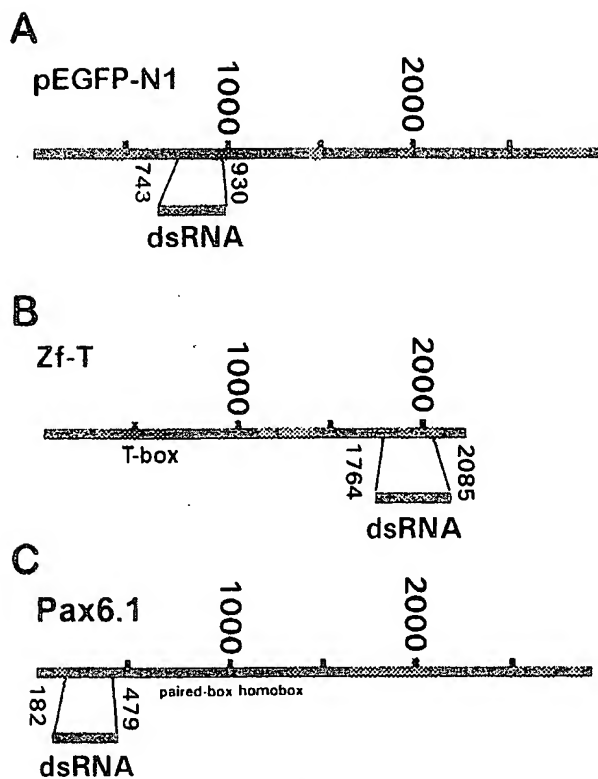 A
pEGFP-N1
1000
2000
743
930
dsRNA
B
Zf-T
1000
2000
T-box
1764
2085
dsRNA
C
Pax6.1
1000
2000
paired-box homobox
182
479
dsRNA